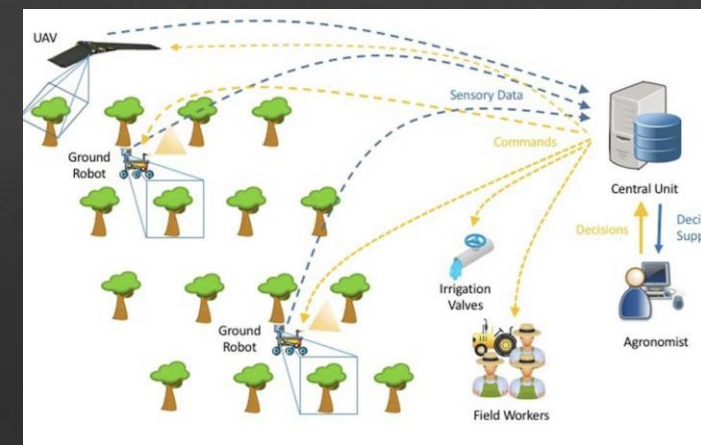 UAV
Sensory Data
Ground
Robot
Commands
Central Unit
Decisions
Irrigation
Valves
Ground
Robot
Agronomist
Field Workers